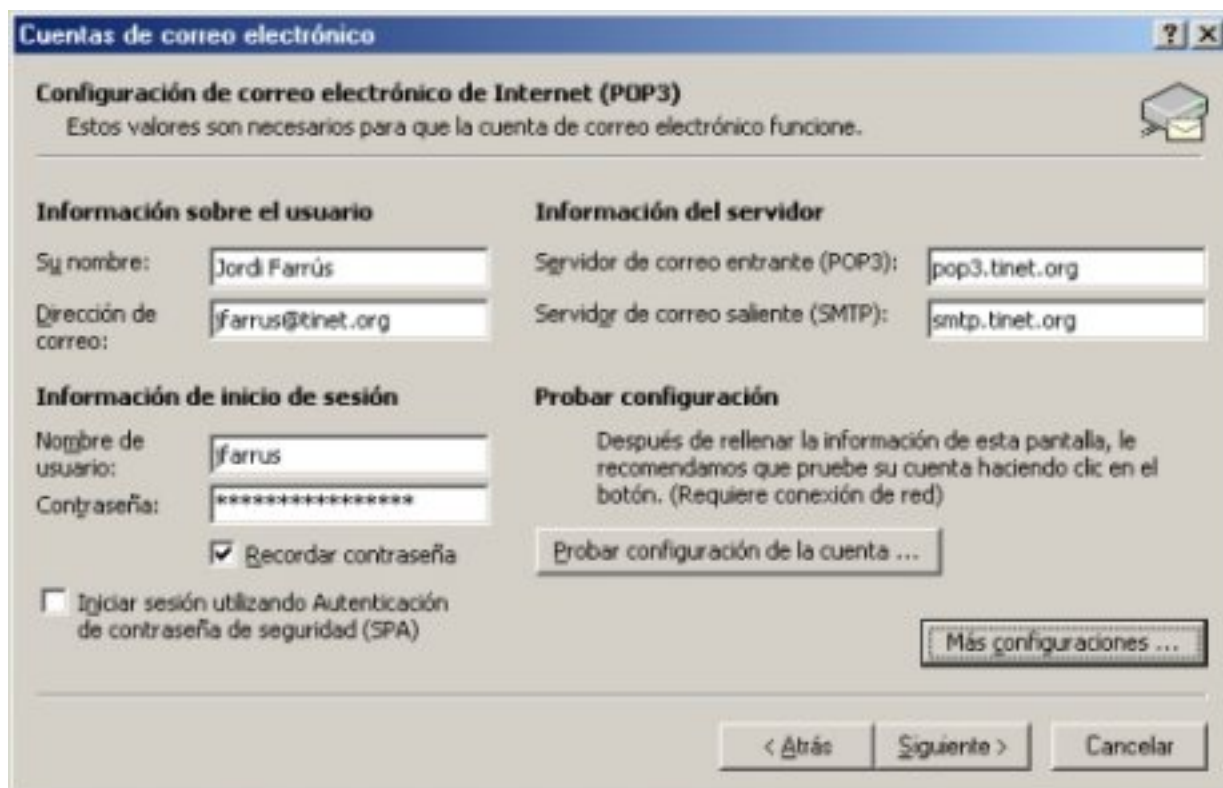 Cuentas de correo electrónico
Configuración de correo electrónico de Internet (POP3)
Estos valores son necesarios para que la cuenta de correo electrónico funcione.
Información sobre el usuario
Su nombre:
Jordi Farrús
Dirección de
correo:
jfarrus@tinet.org
Información del servidor
Servidor de correo entrante (POP3):
pop3.tinet.org
Servidor de correo saliente (SMTP):
smtp.tinet.org
Información de inicio de sesión
Nombre de
usuario:
jfarrus
Contraseña:
****************
Recordar contraseña
Iniciar sesión utilizando Autenticación
de contraseña de seguridad (SPA)
Probar configuración
Después de rellenar la información de esta pantalla, le
recomendamos que pruebe su cuenta haciendo clic en el
botón. (Requiere conexión de red)
Probar configuración de la cuenta ...
Más configuraciones ...
< Atrás
Siguiente >
Cancelar